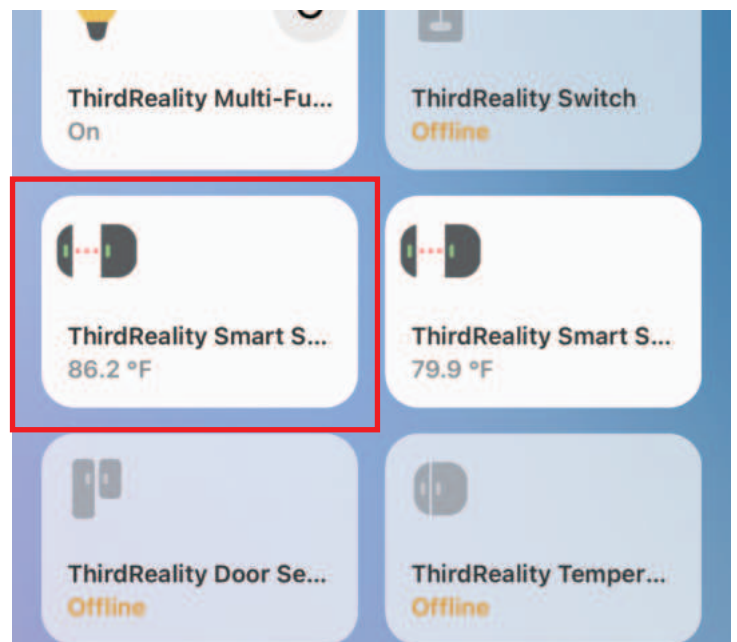 ThirdReality Multi-Fu...
On
ThirdReality Switch
Offline
ThirdReality Smart S...
86.2 °F
ThirdReality Smart S...
79.9 °F
ThirdReality Door Se...
Offline
ThirdReality Temper...
Offline